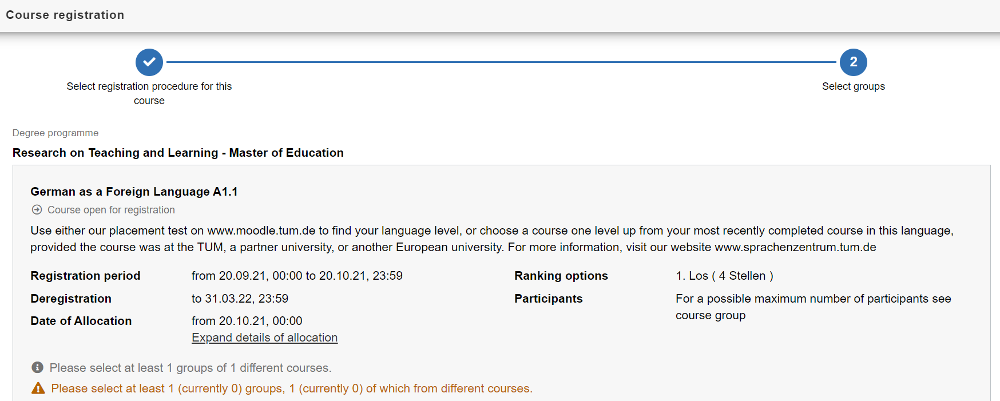 Course registration
2
Select registration procedure for this
course
Select groups
Degree programme
Research on Teaching and Learning - Master of Education
German as a Foreign Language A1.1
Course open for registration
Use either our placement test on www.moodle.tum.de to find your language level, or choose a course one level up from your most recently completed course in this language,
provided the course was at the TUM, a partner university, or another European university. For more information, visit our website www.sprachenzentrum.tum.de
Registration period from 20.09.21, 00:00 to 20.10.21, 23:59
Deregistration to 31.03.22, 23:59
Date of Allocation from 20.10.21, 00:00
Expand details of allocation
Ranking options 1. Los ( 4 Stellen )
Participants For a possible maximum number of participants see
course group
Please select at least 1 groups of 1 different courses.
Please select at least 1 (currently 0) groups, 1 (currently 0) of which from different courses.